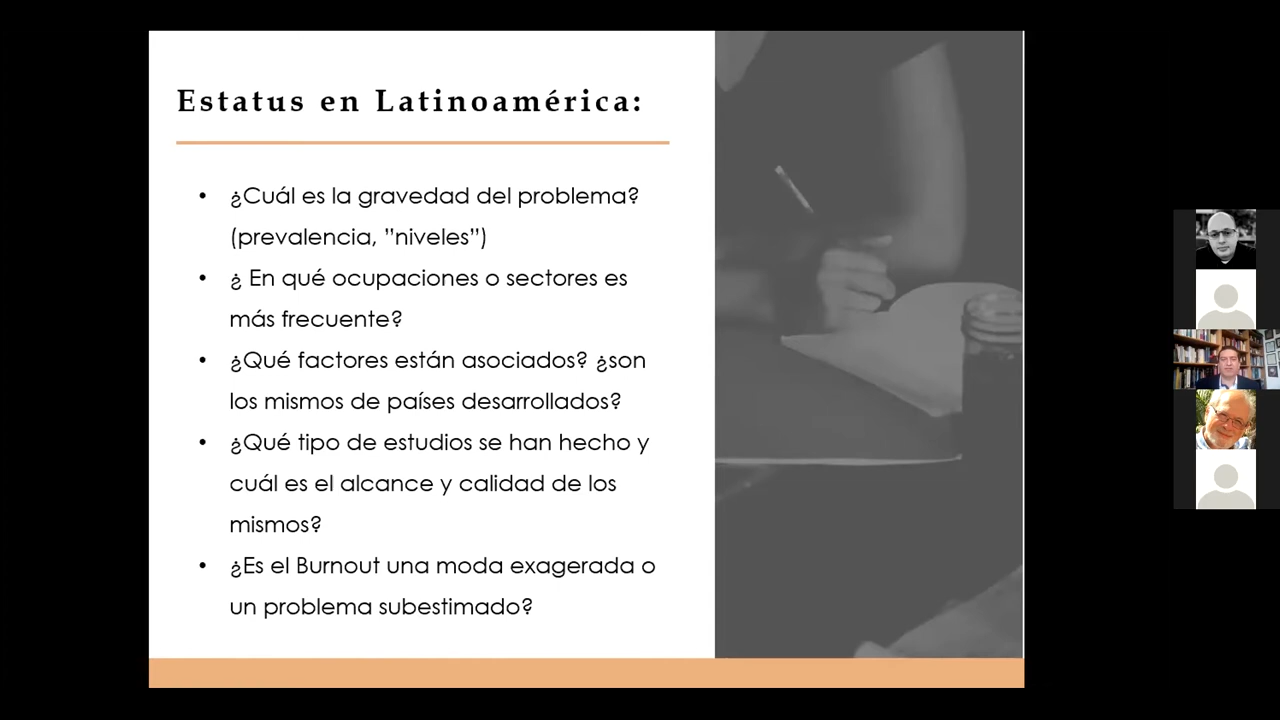 Estatus en Latinoamérica:
• ¿Cuál es la gravedad del problema?
(prevalencia, ”niveles”)
• ¿ En qué ocupaciones o sectores es
más frecuente?
• ¿Qué factores están asociados? ¿son
los mismos de países desarrollados?
• ¿Qué tipo de estudios se han hecho y
cuál es el alcance y calidad de los
mismos?
• ¿Es el Burnout una moda exagerada o
un problema subestimado?